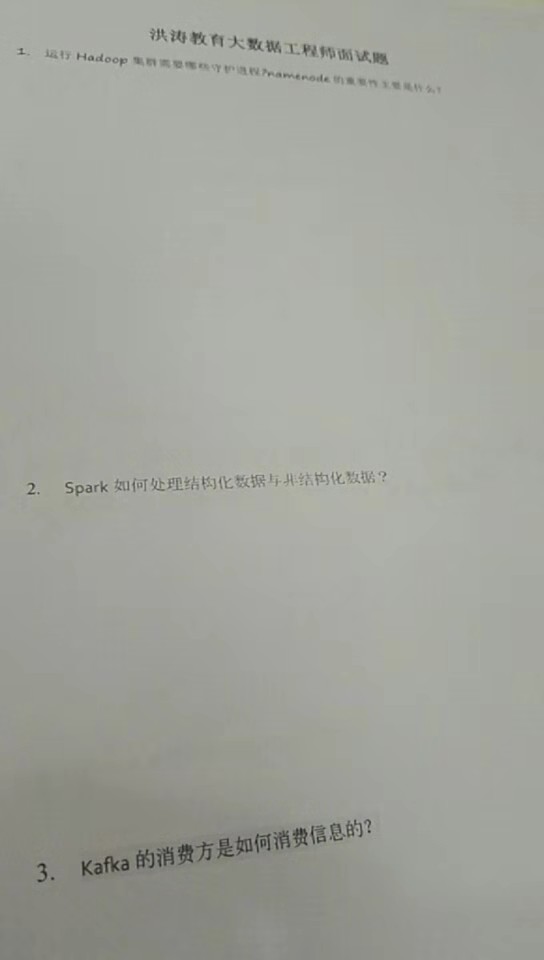 洪涛教育大数据工程师面试题
1. 运行 Hadoop 集群需要哪些守护进程?namenode 的重要性主要是什么?
2. Spark 如何处理结构化数据与非结构化数据?
3. Kafka 的消费方是如何消费信息的?